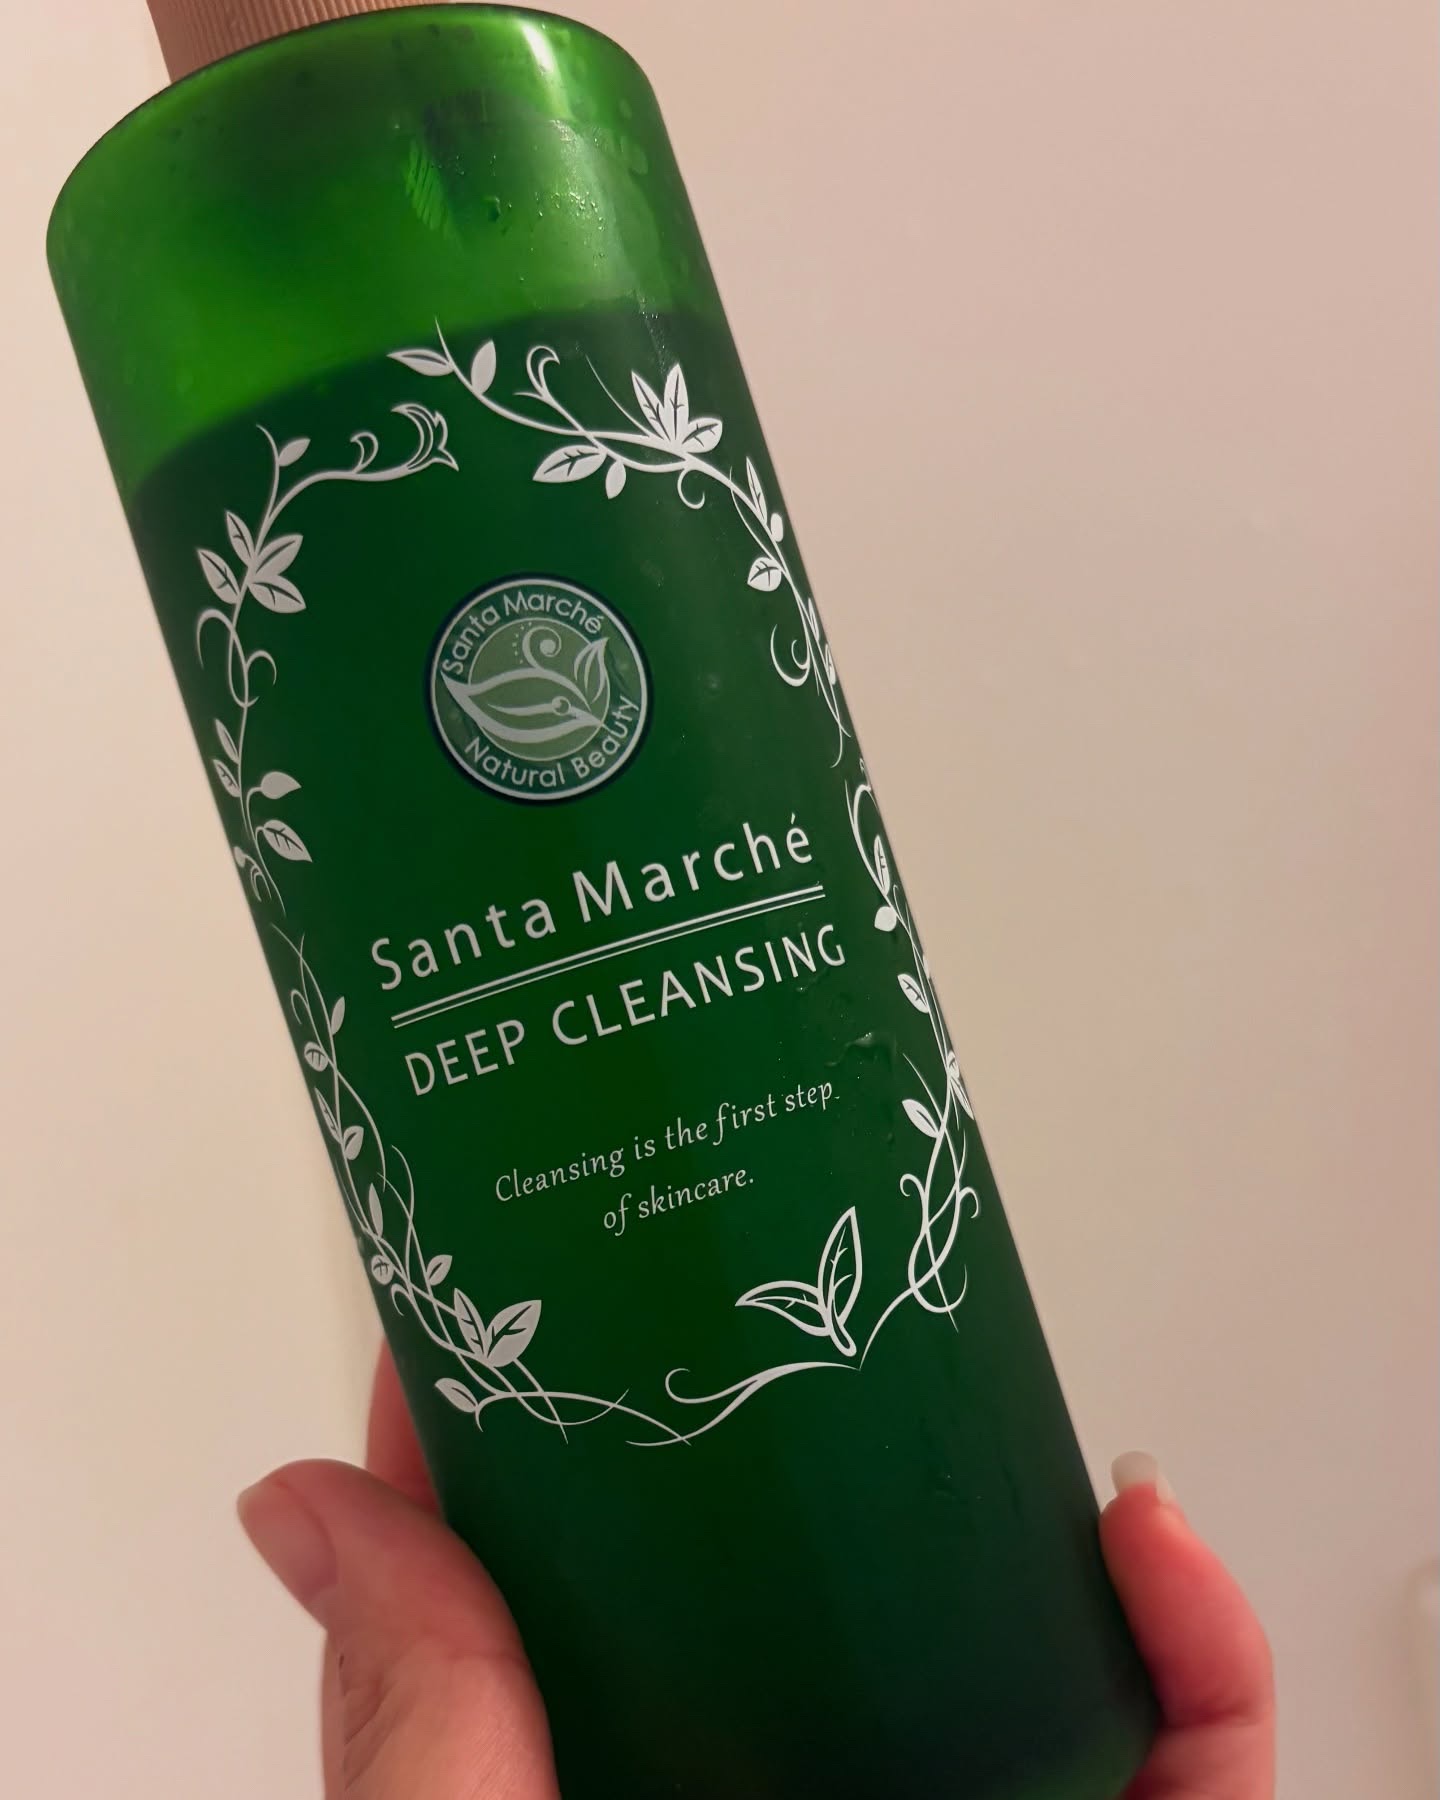 Santa Marché
Natural Beauty
Santa Marché
DEEP CLEANSING
Cleansing is the first step
of skincare.